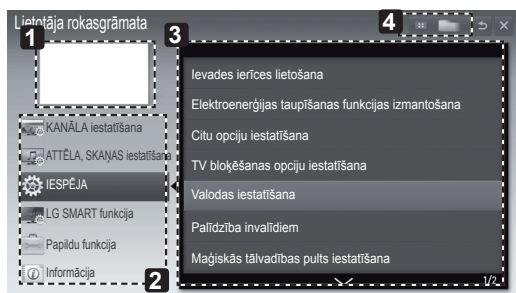 Lietotāja rokasgrāmata
4
1
3
Ievades ierīces lietošana
Elektroenerģijas taupīšanas funkcijas izmantošana
Citu opciju iestatīšana
TV bloķēšanas opciju iestatīšana
Valodas iestatīšana
Palīdzība invalīdiem
Maģiskās tālvadības pults iestatīšana
1/2
KANĀLA iestatīšana
ATTĒLA, SKAŅAS iestatīšana
IESPĒJA
LG SMART funkcija
Papildu funkcija
Informācija
2